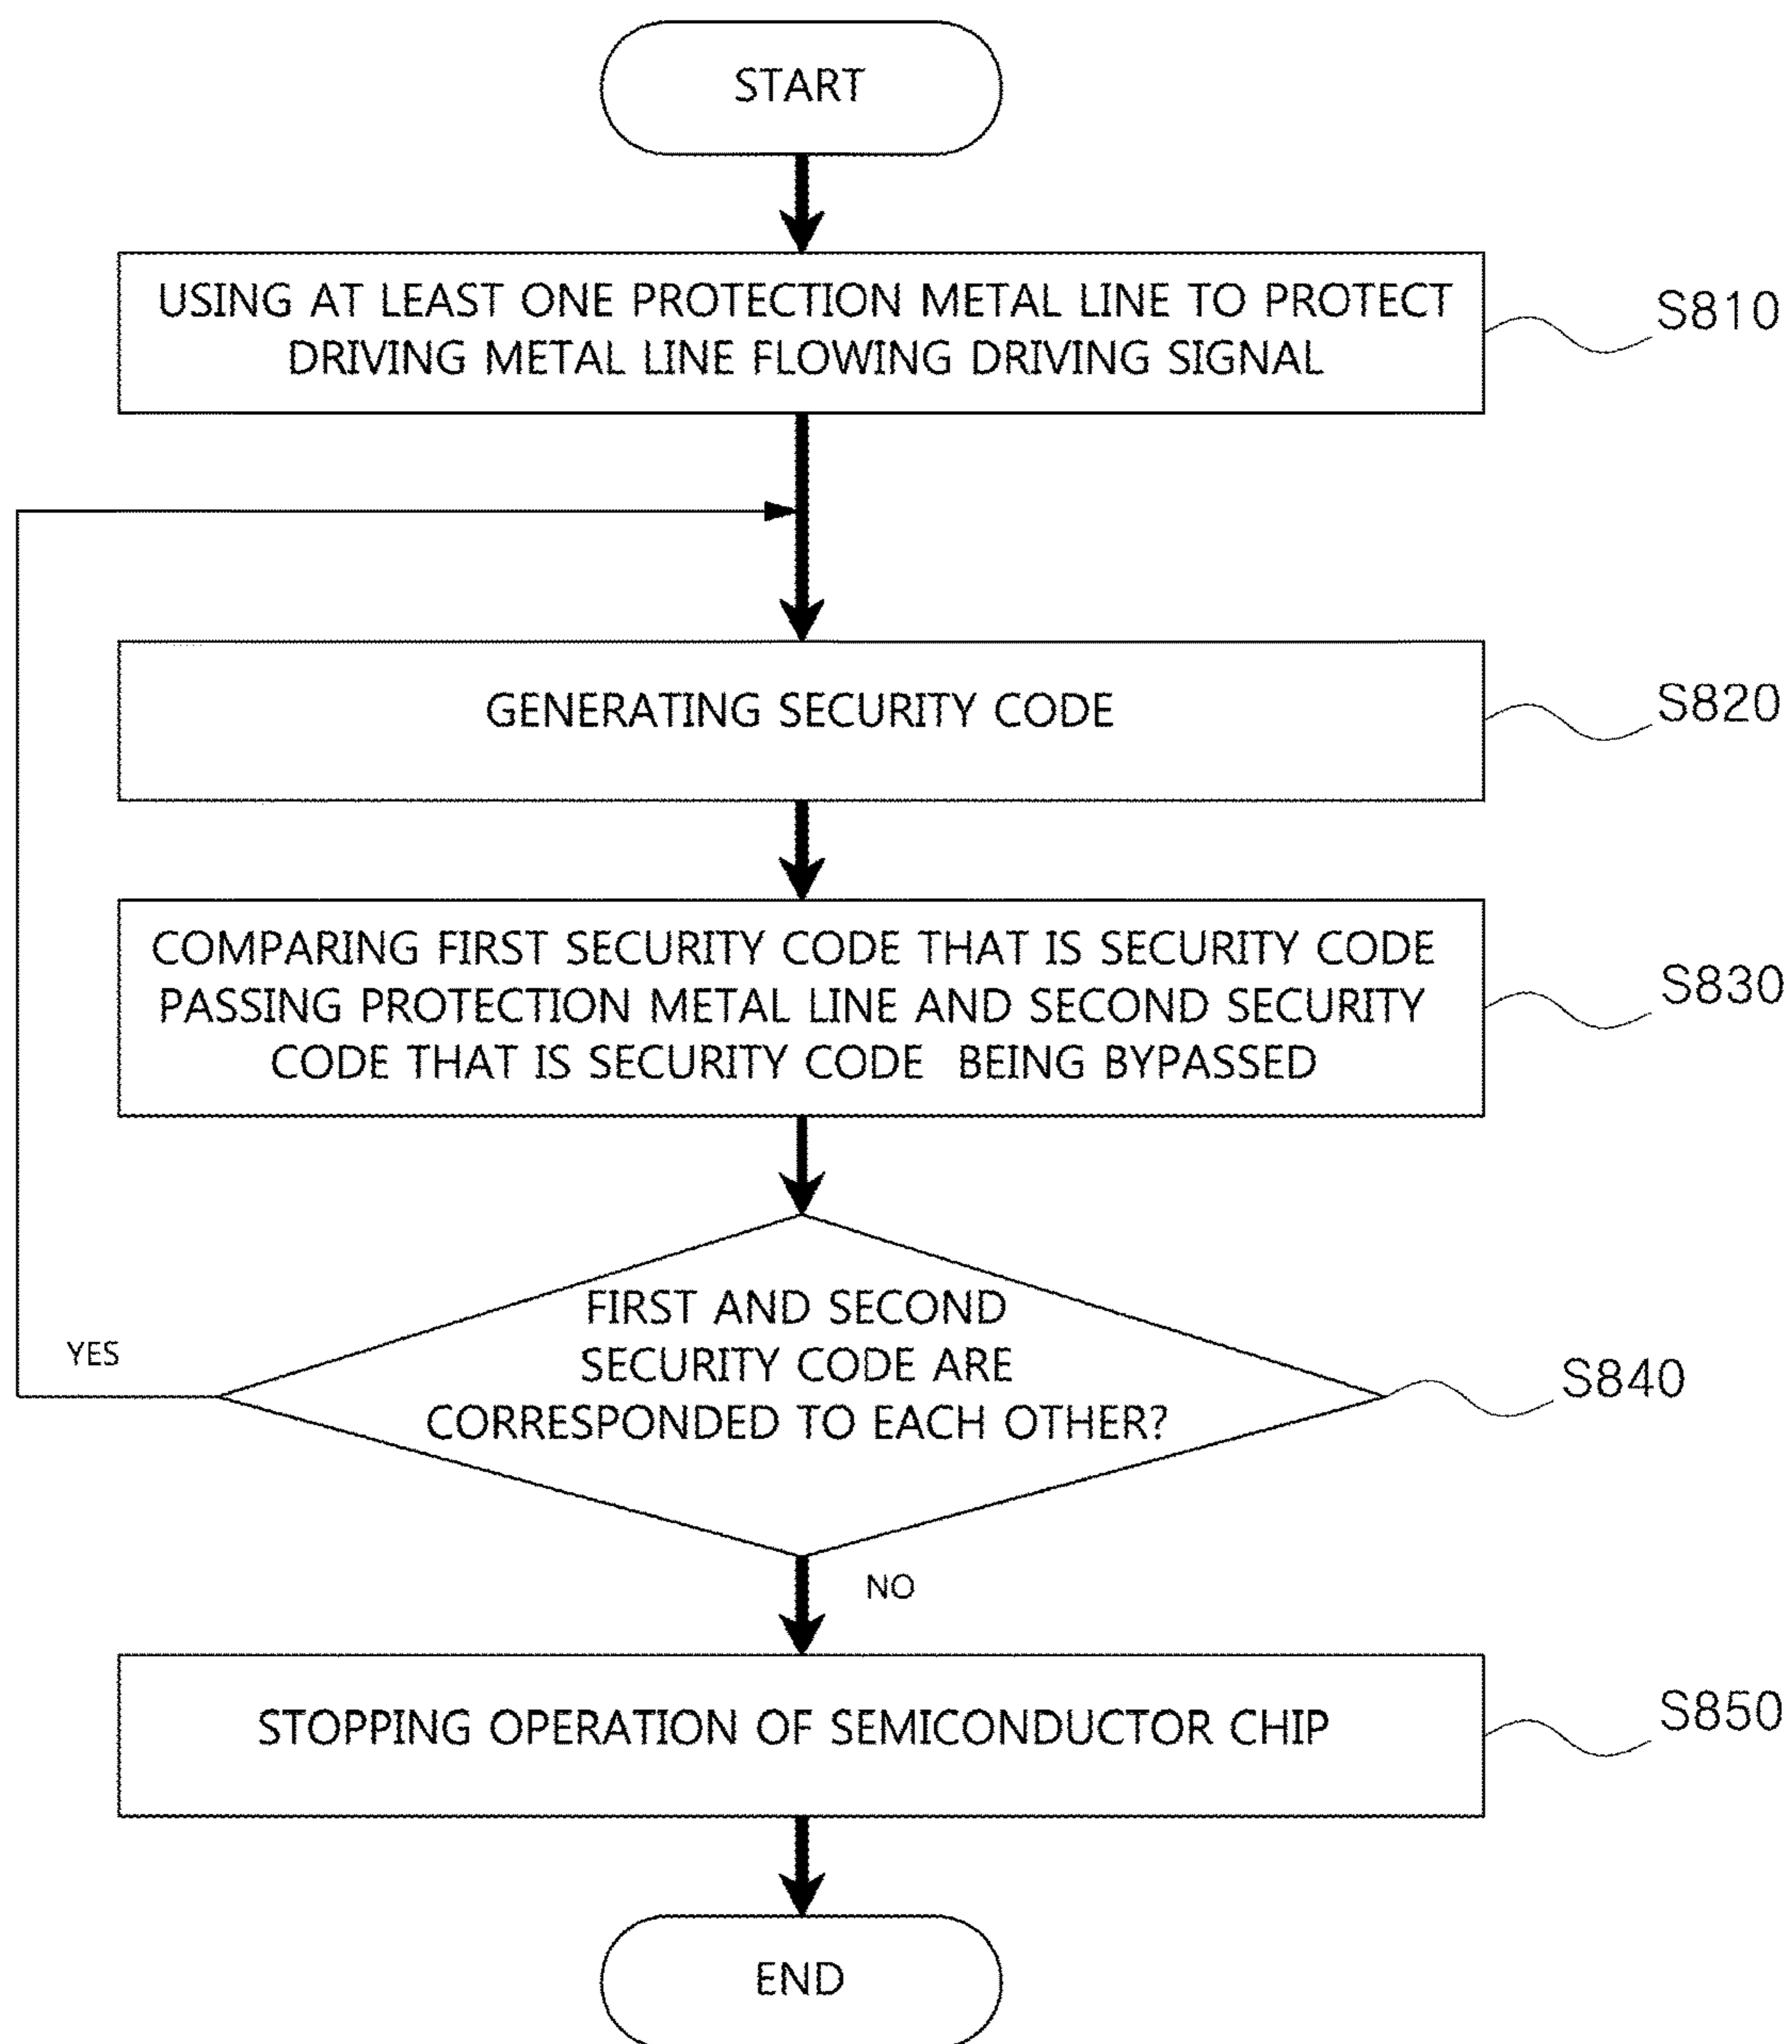 START
USING AT LEAST ONE PROTECTION METAL LINE TO PROTECT
DRIVING METAL LINE FLOWING DRIVING SIGNAL
S810
GENERATING SECURITY CODE
S820
COMPARING FIRST SECURITY CODE THAT IS SECURITY CODE
PASSING PROTECTION METAL LINE AND SECOND SECURITY
CODE THAT IS SECURITY CODE BEING BYPASSED
S830
FIRST AND SECOND
SECURITY CODE ARE
CORRESPONDED TO EACH OTHER?
YES
S840
NO
STOPPING OPERATION OF SEMICONDUCTOR CHIP
S850
END